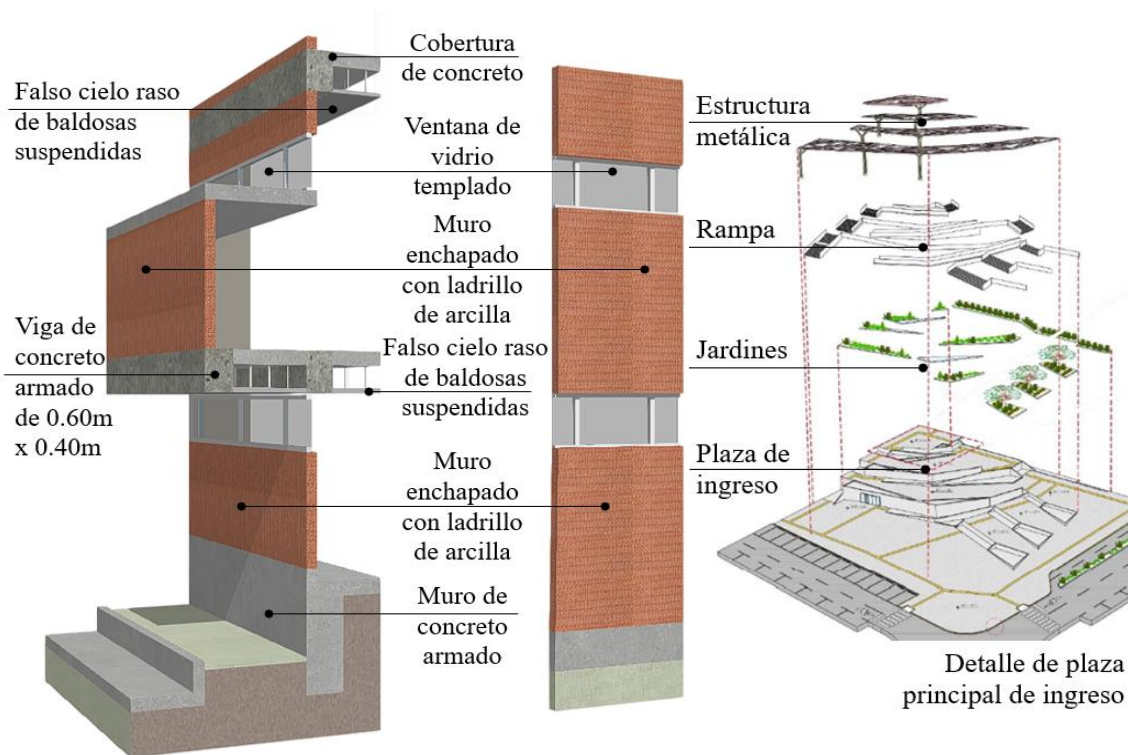 Cobertura
de concreto
Falso cielo raso
de baldosas
suspendidas
Ventana de
vidrio
templado
Muro
enchapado
con ladrillo
de arcilla
Viga de
concreto
armado
de 0.60m
x 0.40m
Falso cielo raso
de baldosas
suspendidas
Muro
enchapado
con ladrillo
de arcilla
Muro de
concreto
armado
Estructura
metálica
Rampa
Jardines
Plaza de
ingreso
Detalle de plaza
principal de ingreso